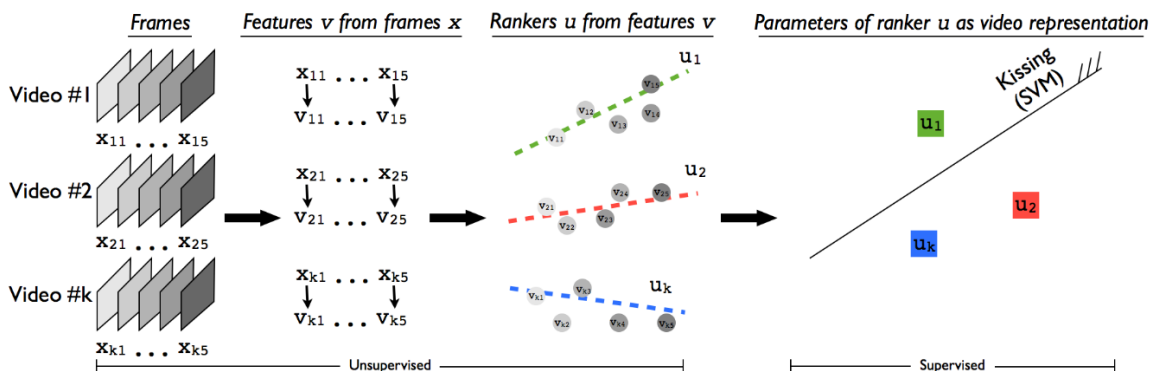 Frames
Features v from frames x
Rankers u from features v
Parameters of ranker u as video representation
Video #1
x11 ... x15
x11 ... x15
v11 ... v15
u1
v11 v12 v13 v14 v15
Kissing
(SVM)
u1
Video #2
x21 ... x25
x21 ... x25
v21 ... v25
u2
v21 v22 v23 v24 v25
u2
Video #k
xk1 ... xk5
xk1 ... xk5
vk1 ... vk5
uk
vk1 vk2 vk3 vk4 vk5
uk
Unsupervised
Supervised